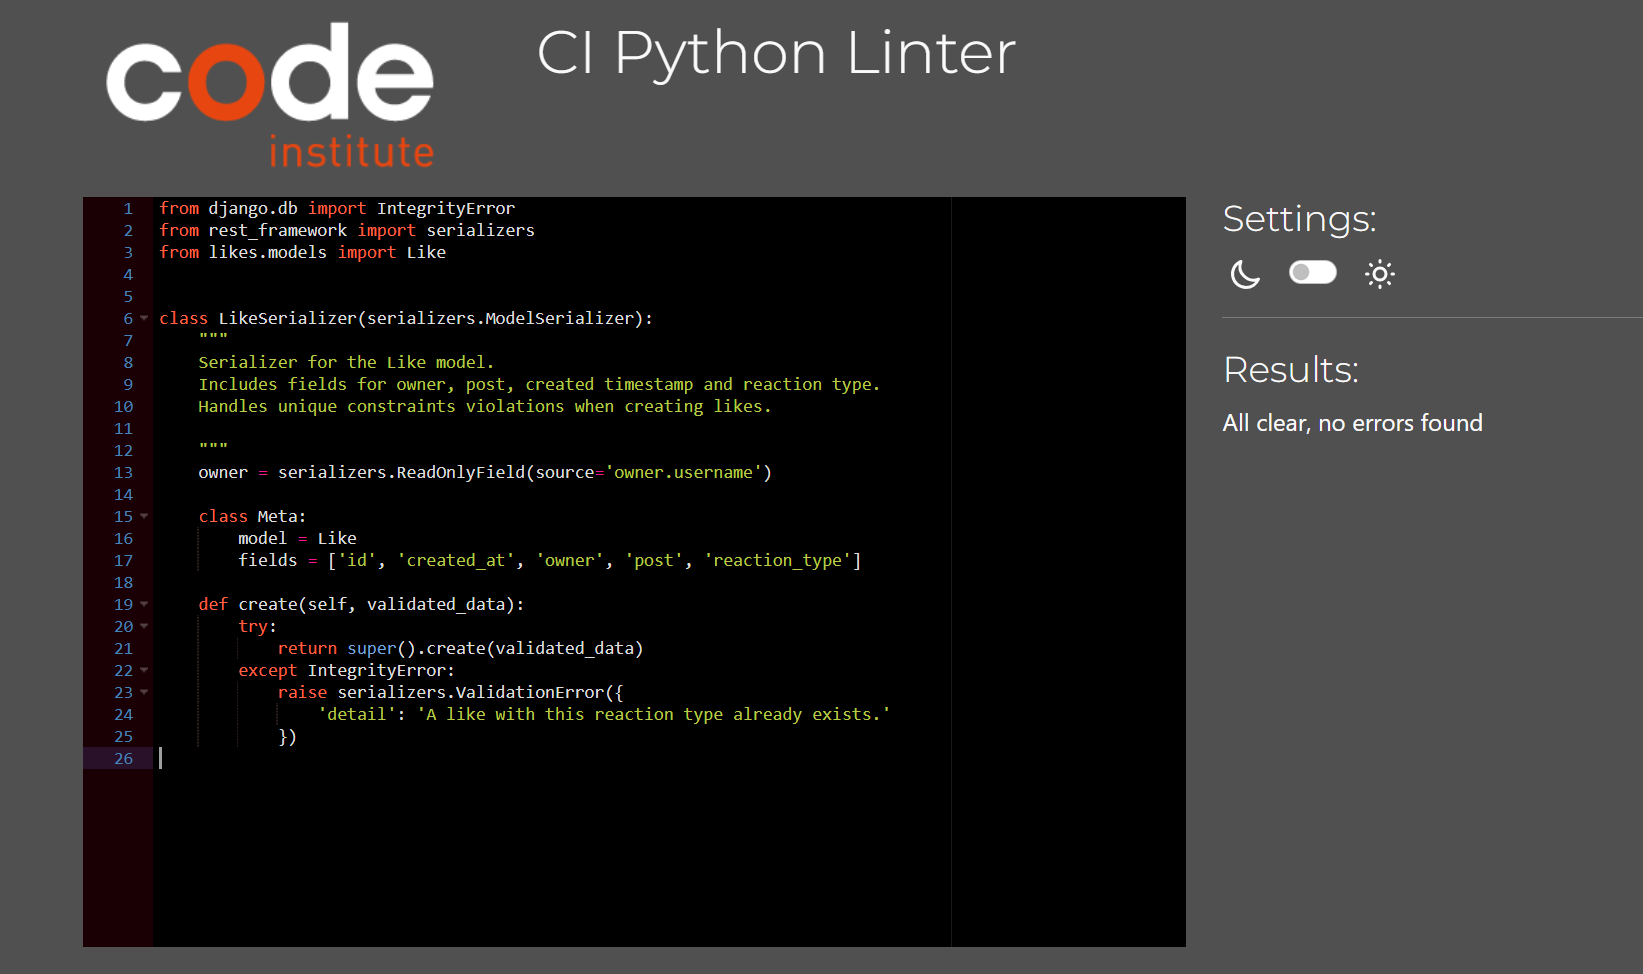 code
institute
CI Python Linter
1 from django.db import IntegrityError
2 from rest_framework import serializers
3 from likes.models import Like
4
5
6 class LikeSerializer(serializers.ModelSerializer):
7     """
8     Serializer for the Like model.
9     Includes fields for owner, post, created timestamp and reaction type.
10     Handles unique constraints violations when creating likes.
11
12     """
13     owner = serializers.ReadOnlyField(source='owner.username')
14
15     class Meta:
16         model = Like
17         fields = ['id', 'created_at', 'owner', 'post', 'reaction_type']
18
19     def create(self, validated_data):
20         try:
21             return super().create(validated_data)
22         except IntegrityError:
23             raise serializers.ValidationError({
24                 'detail': 'A like with this reaction type already exists.'
25             })
26
Settings:
Results:
All clear, no errors found